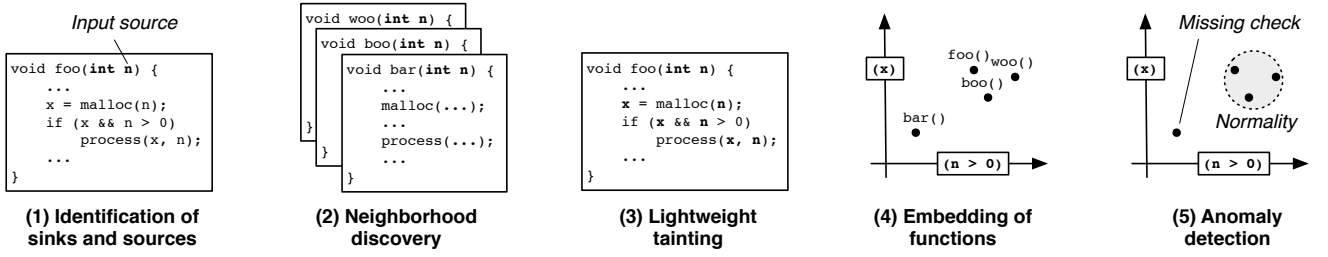 Input source
void foo(int n) {
...
x = malloc(n);
if (x && n > 0)
process(x, n);
...
}
(1) Identification of
sinks and sources
void woo(int n) {
}
void boo(int n) {
}
void bar(int n) {
...
malloc(...);
...
process(...);
...
}
(2) Neighborhood
discovery
void foo(int n) {
...
x = malloc(n);
if (x && n > 0)
process(x, n);
...
}
(3) Lightweight
tainting
(x)
foo()
woo()
boo()
bar()
(n > 0)
(4) Embedding of
functions
Missing check
(x)
Normality
(n > 0)
(5) Anomaly
detection